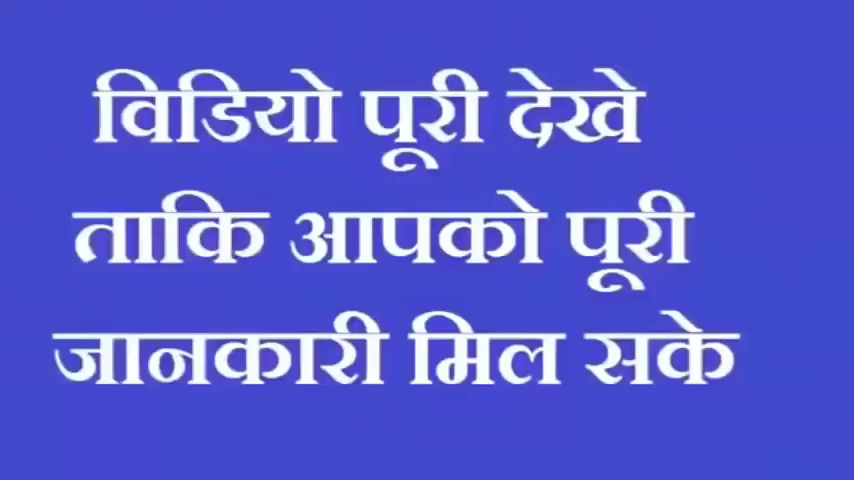 विडियो पूरी देखे
ताकि आपको पूरी
जानकारी मिल सके